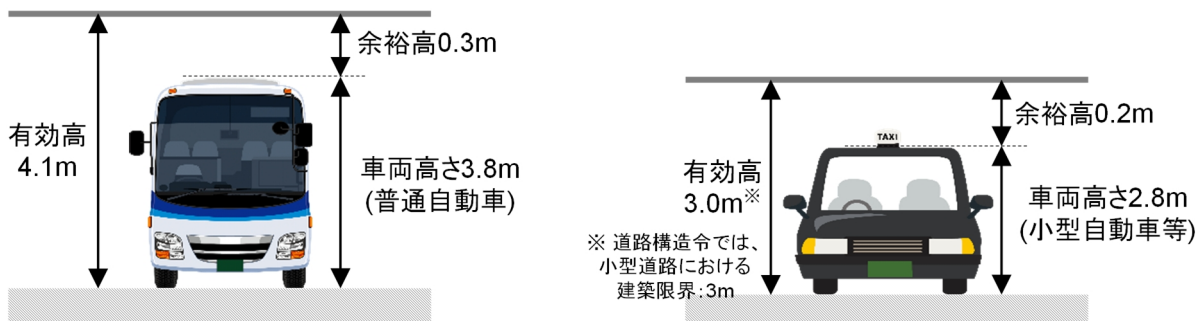 余裕高0.3m
有効高
4.1m
車両高さ3.8m
(普通自動車)
余裕高0.2m
TAXI
有効高
3.0m※
車両高さ2.8m
(小型自動車等)
※ 道路構造令では、
小型道路における
建築限界:3m